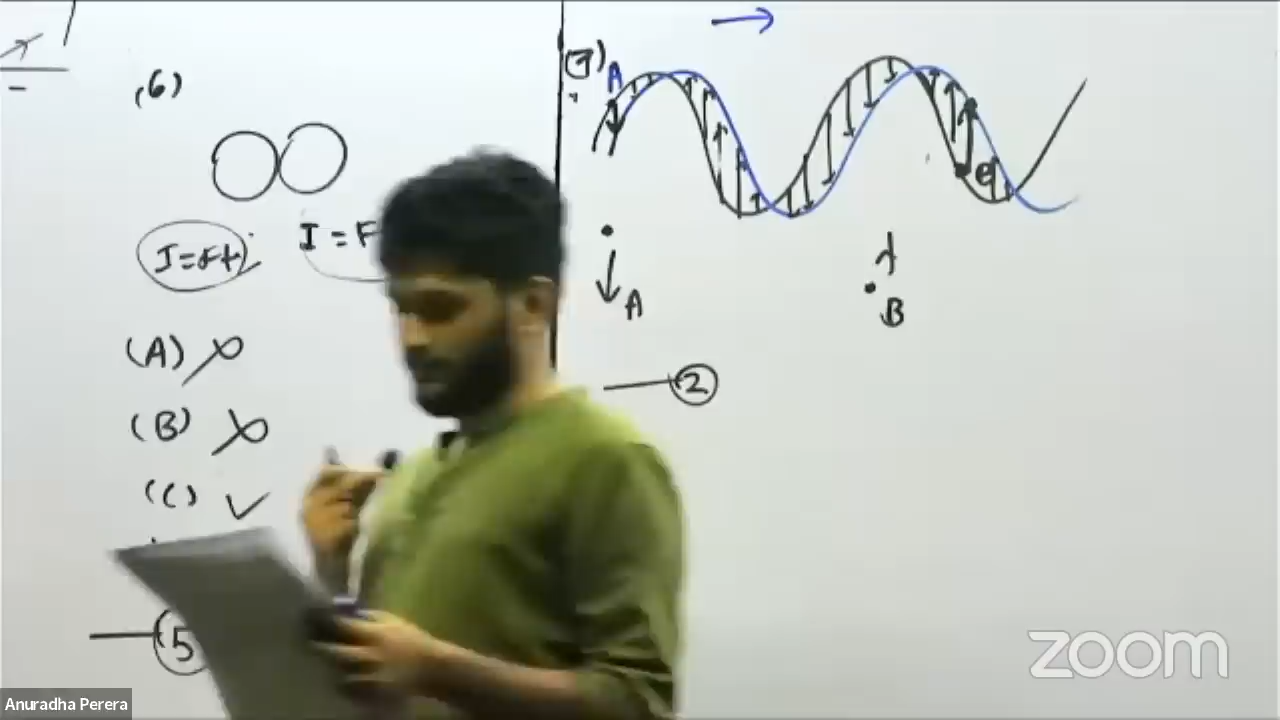 (6)
I=Ft
I = F
(A) ✗
(B) ✗
(C) ✓
5
(7)
A
A
B
2
zoom
Anuradha Perera